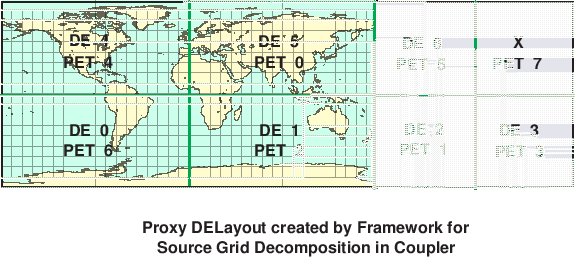 DE 4
DE 5
DE 6
X
PET 4
PET 0
PET 5
PET 7
DE 0
DE 1
DE 2
DE 3
PET 6
PET 2
PET 1
PET 3
Proxy DELayout created by Framework for
Source Grid Decomposition in Coupler